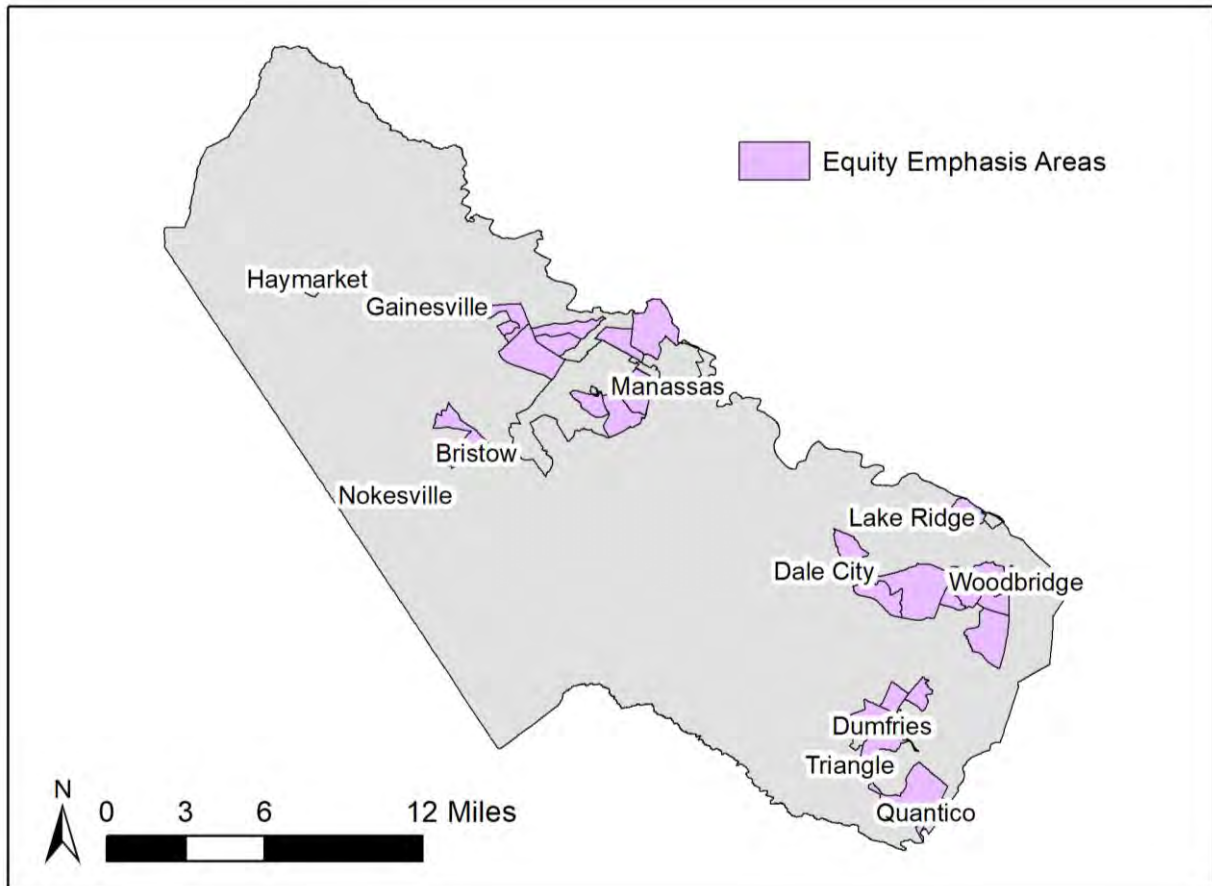 Equity Emphasis Areas
Haymarket
Gainesville
Manassas
Bristow
Nokesville
Lake Ridge
Dale City
Woodbridge
Dumfries
Triangle
Quantico
N
0 3 6 12 Miles